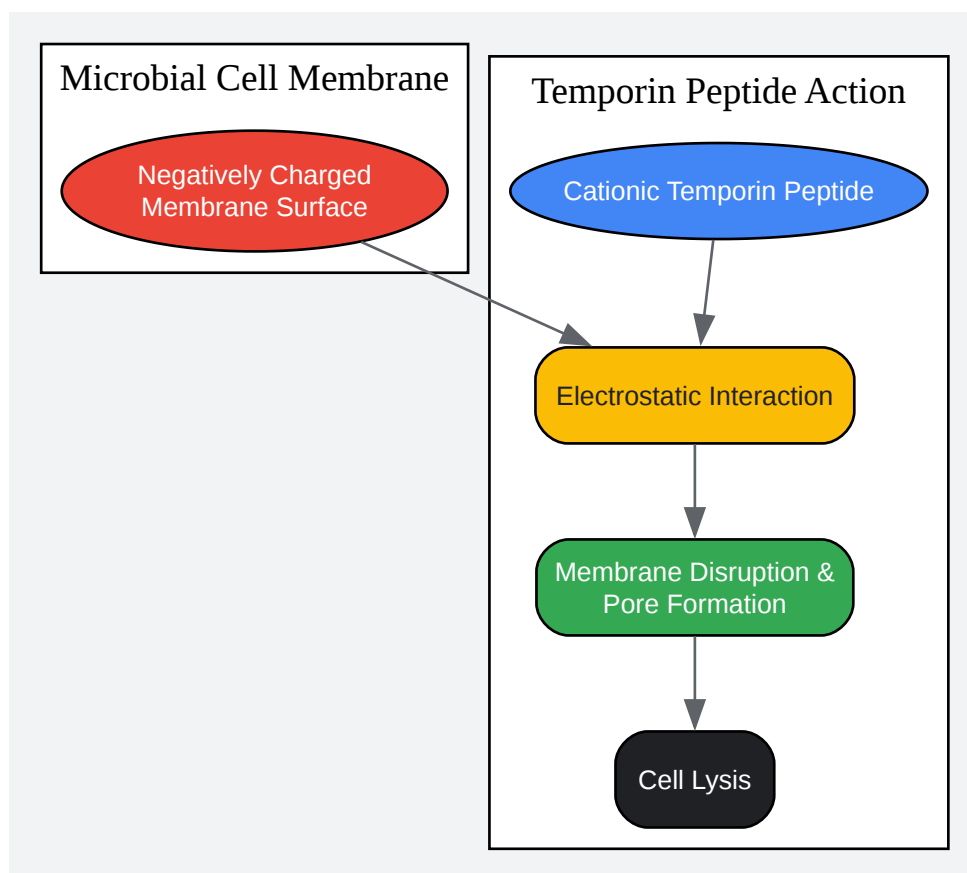 Microbial Cell Membrane
Negatively Charged
Membrane Surface
Temporin Peptide Action
Cationic Temporin Peptide
Electrostatic Interaction
Membrane Disruption &
Pore Formation
Cell Lysis